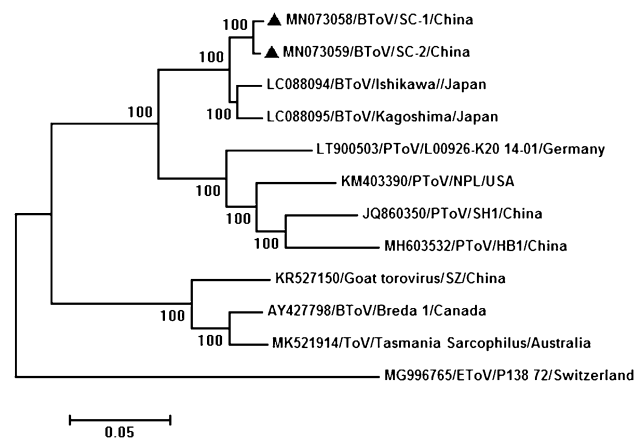 100
MN073058/BToV/SC-1/China
100
MN073059/BToV/SC-2/China
LC088094/BToV/Ishikawa//Japan
100
100
LC088095/BToV/Kagoshima/Japan
LT900503/PToV/L00926-K20 14-01/Germany
100
KM403390/PToV/NPL/USA
100
JQ860350/PToV/SH1/China
100
MH603532/PToV/HB1/China
KR527150/Goat torovirus/SZ/China
100
AY427798/BToV/Breda 1/Canada
100
MK521914/ToV/Tasmania Sarcophilus/Australia
MG996765/EToV/P138 72/Switzerland
0.05